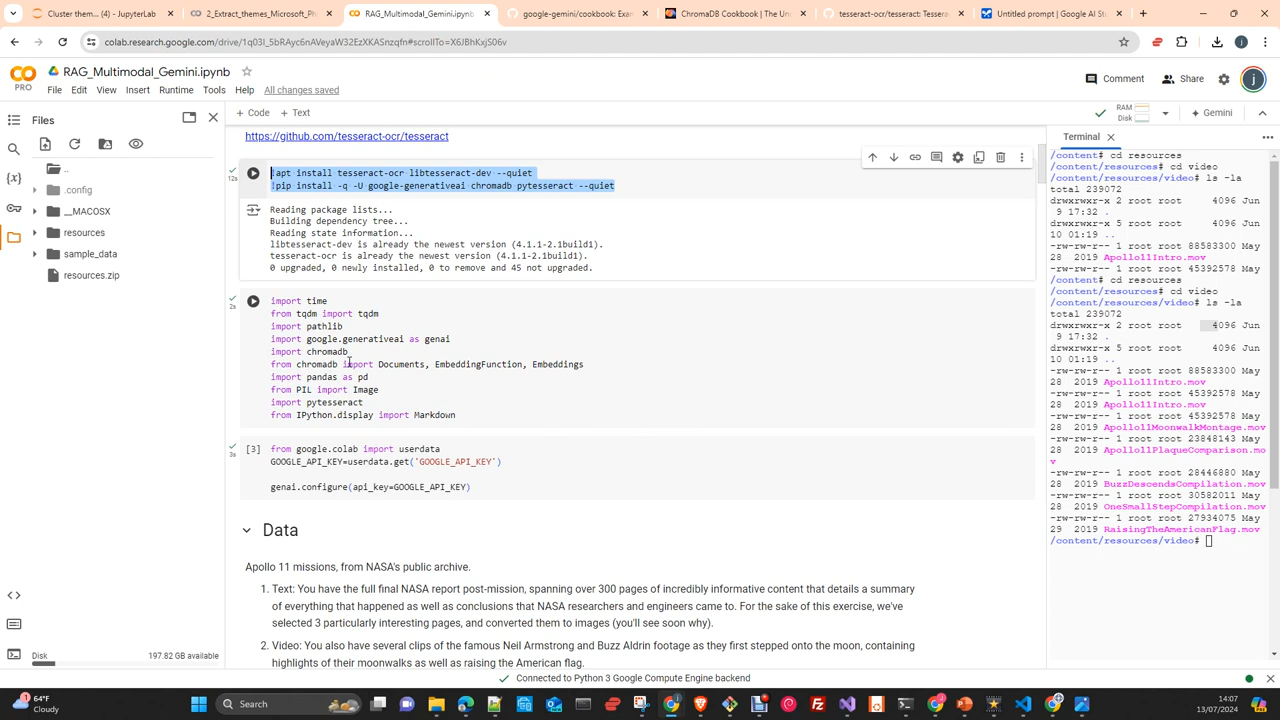 Cluster them… (4) - JupyterLab
2_Extract_themes_Microsoft_Ph
RAG_Multimodal_Gemini.ipynb
google-gemini/cookbook: Exa
ChromaDB Cookbook | The Un
tesseract-ocr/tesseract: Tessera
Untitled prompt | Google AI St
colab.research.google.com/drive/1q03I_5bRAyc6nAVeyaW32EzXKASnzqfn#scrollTo=X6JBhKxjS06v
RAG_Multimodal_Gemini.ipynb
PRO
File Edit View Insert Runtime Tools Help All changes saved
Comment
Share
j
Files
+ Code + Text
RAM
Disk
Gemini
..
.config
__MACOSX
resources
sample_data
resources.zip
Disk
197.82 GB available
https://github.com/tesseract-ocr/tesseract
12s
!apt install tesseract-ocr libtesseract-dev --quiet
!pip install -q -U google-generativeai chromadb pytesseract --quiet
Reading package lists...
Building dependency tree...
Reading state information...
libtesseract-dev is already the newest version (4.1.1-2.1build1).
tesseract-ocr is already the newest version (4.1.1-2.1build1).
0 upgraded, 0 newly installed, 0 to remove and 45 not upgraded.
2s
import time
from tqdm import tqdm
import pathlib
import google.generativeai as genai
import chromadb
from chromadb import Documents, EmbeddingFunction, Embeddings
import pandas as pd
from PIL import Image
import pytesseract
from IPython.display import Markdown
3s
[3]
from google.colab import userdata
GOOGLE_API_KEY=userdata.get('GOOGLE_API_KEY')
genai.configure(api_key=GOOGLE_API_KEY)
Data
Apollo 11 missions, from NASA's public archive.
1. Text: You have the full final NASA report post-mission, spanning over 300 pages of incredibly informative content that details a summary
of everything that happened as well as conclusions that NASA researchers and engineers came to. For the sake of this exercise, we've
selected 3 particularly interesting pages, and converted them to images (you'll see soon why).
2. Video: You also have several clips of the famous Neil Armstrong and Buzz Aldrin footage as they first stepped onto the moon, containing
highlights of their moonwalks as well as raising the American flag.
Terminal
/content# cd resources
/content# cd video
/content/resources/video# ls -la
total 239072
drwxrwxr-x 2 root root 4096 Jun
9 17:32 .
drwxrwxr-x 5 root root 4096 Jun
10 01:19 ..
-rw-rw-r-- 1 root root 88583300 May
28 2019 Apollo11Intro.mov
-rw-rw-r-- 1 root root 45392578 May
/content# cd resources
/content/resources# cd video
/content/resources/video# ls -la
total 239072
drwxrwxr-x 2 root root 4096 Jun
9 17:32 .
drwxrwxr-x 5 root root 4096 Jun
10 01:19 ..
-rw-rw-r-- 1 root root 88583300 May
28 2019 Apollo11Intro.mov
-rw-rw-r-- 1 root root 45392578 May
28 2019 Apollo11Intro.mov
-rw-rw-r-- 1 root root 45392578 May
28 2019 Apollo11MoonwalkMontage.mov
-rw-rw-r-- 1 root root 23848143 May
28 2019 Apollo11PlaqueComparison.mo
v
-rw-rw-r-- 1 root root 28446880 May
28 2019 BuzzDescendsCompilation.mov
-rw-rw-r-- 1 root root 30582011 May
28 2019 OneSmallStepCompilation.mov
-rw-rw-r-- 1 root root 27934075 May
29 2019 RaisingTheAmericanFlag.mov
/content/resources/video#
Connected to Python 3 Google Compute Engine backend
64°F
Cloudy
Search
14:07
13/07/2024